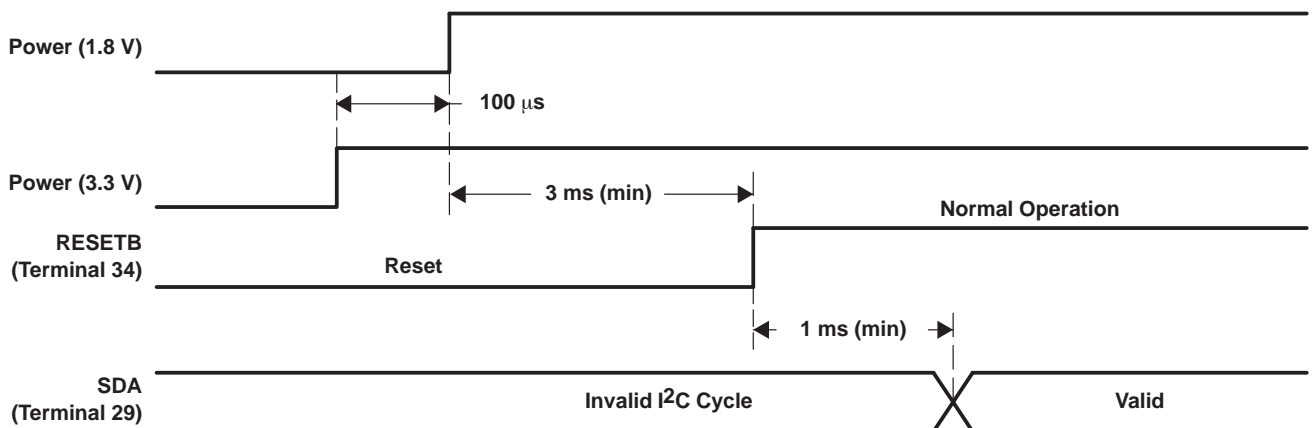 Power (1.8 V)
100 μs
Power (3.3 V)
3 ms (min)
Normal Operation
RESETB
(Terminal 34)
Reset
1 ms (min)
SDA
(Terminal 29)
Invalid I2C Cycle
Valid